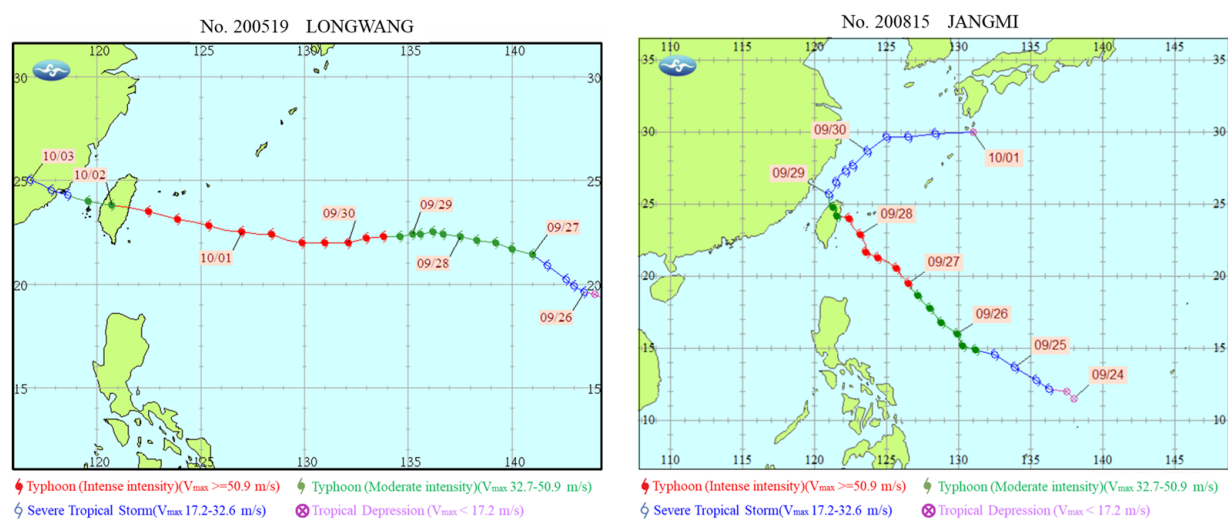 No. 200519 LONGWANG
120 125 130 135 140
30 30
10/03
25 25
10/02
09/29
09/30
09/27
10/01
09/28
20 20
09/26
15 15
120 125 130 135 140
Typhoon (Intense intensity)(Vmax >=50.9 m/s)
Typhoon (Moderate intensity)(Vmax 32.7-50.9 m/s)
Severe Tropical Storm(Vmax 17.2-32.6 m/s)
Tropical Depression (Vmax < 17.2 m/s)
No. 200815 JANGMI
110 115 120 125 130 135 140 145
35 35
09/30
30 30
10/01
09/29
25 25
09/28
09/27
20 20
09/26
15 15
09/25
09/24
10 10
110 115 120 125 130 135 140 145
Typhoon (Intense intensity)(Vmax >=50.9 m/s)
Typhoon (Moderate intensity)(Vmax 32.7-50.9 m/s)
Severe Tropical Storm(Vmax 17.2-32.6 m/s)
Tropical Depression (Vmax < 17.2 m/s)